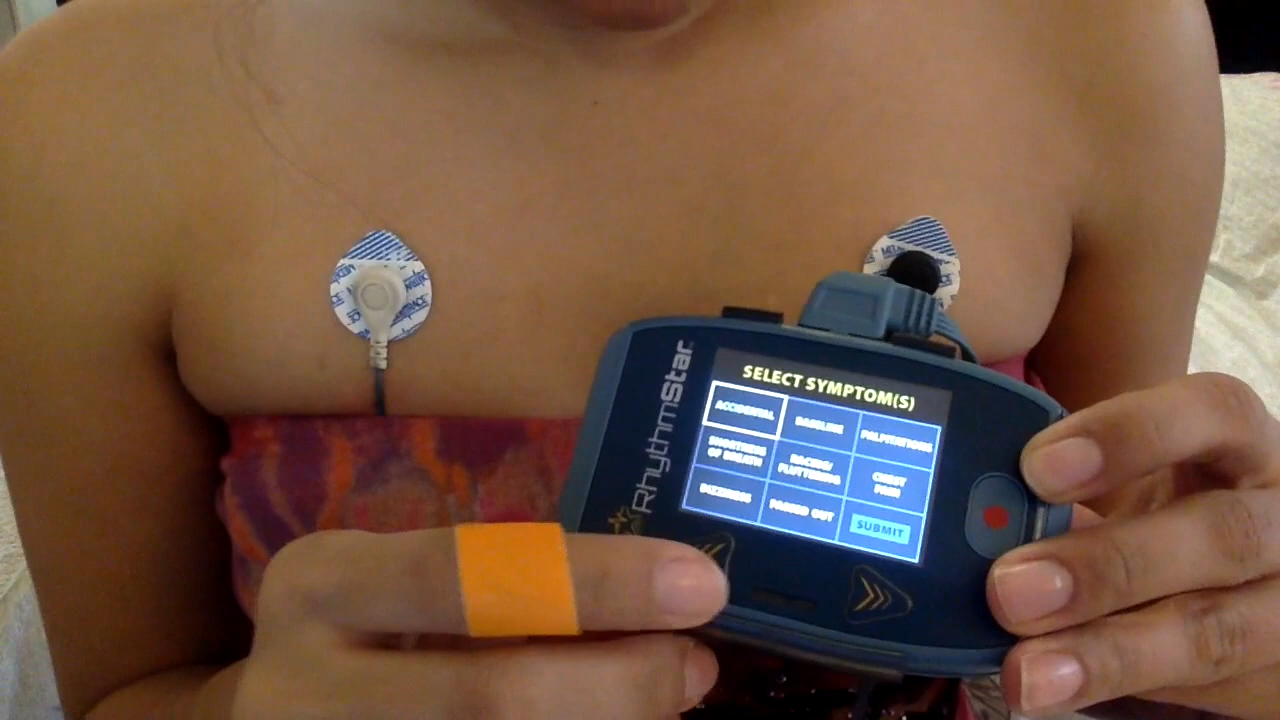 RhythmStar
SELECT SYMPTOM(S)
ACCIDENTAL
BASELINE
PALPITATIONS
SHORTNESS
OF BREATH
RACING/
FLUTTERING
CHEST
PAIN
DIZZINESS
PASSED OUT
SUBMIT